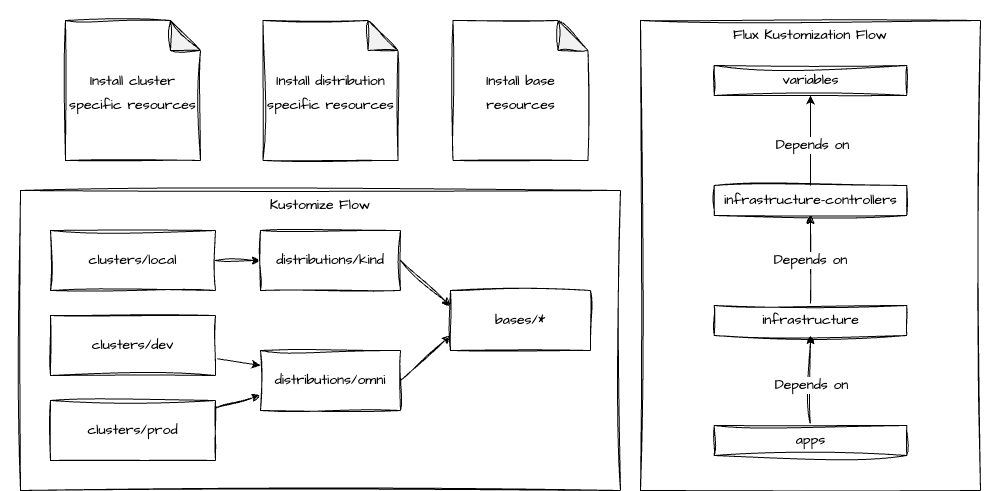 Install cluster
specific resources
Install distribution
specific resources
Install base
resources
Kustomize Flow
clusters/local
distributions/kind
clusters/dev
bases/*
distributions/omni
clusters/prod
Flux Kustomization Flow
variables
Depends on
infrastructure-controllers
Depends on
infrastructure
Depends on
apps